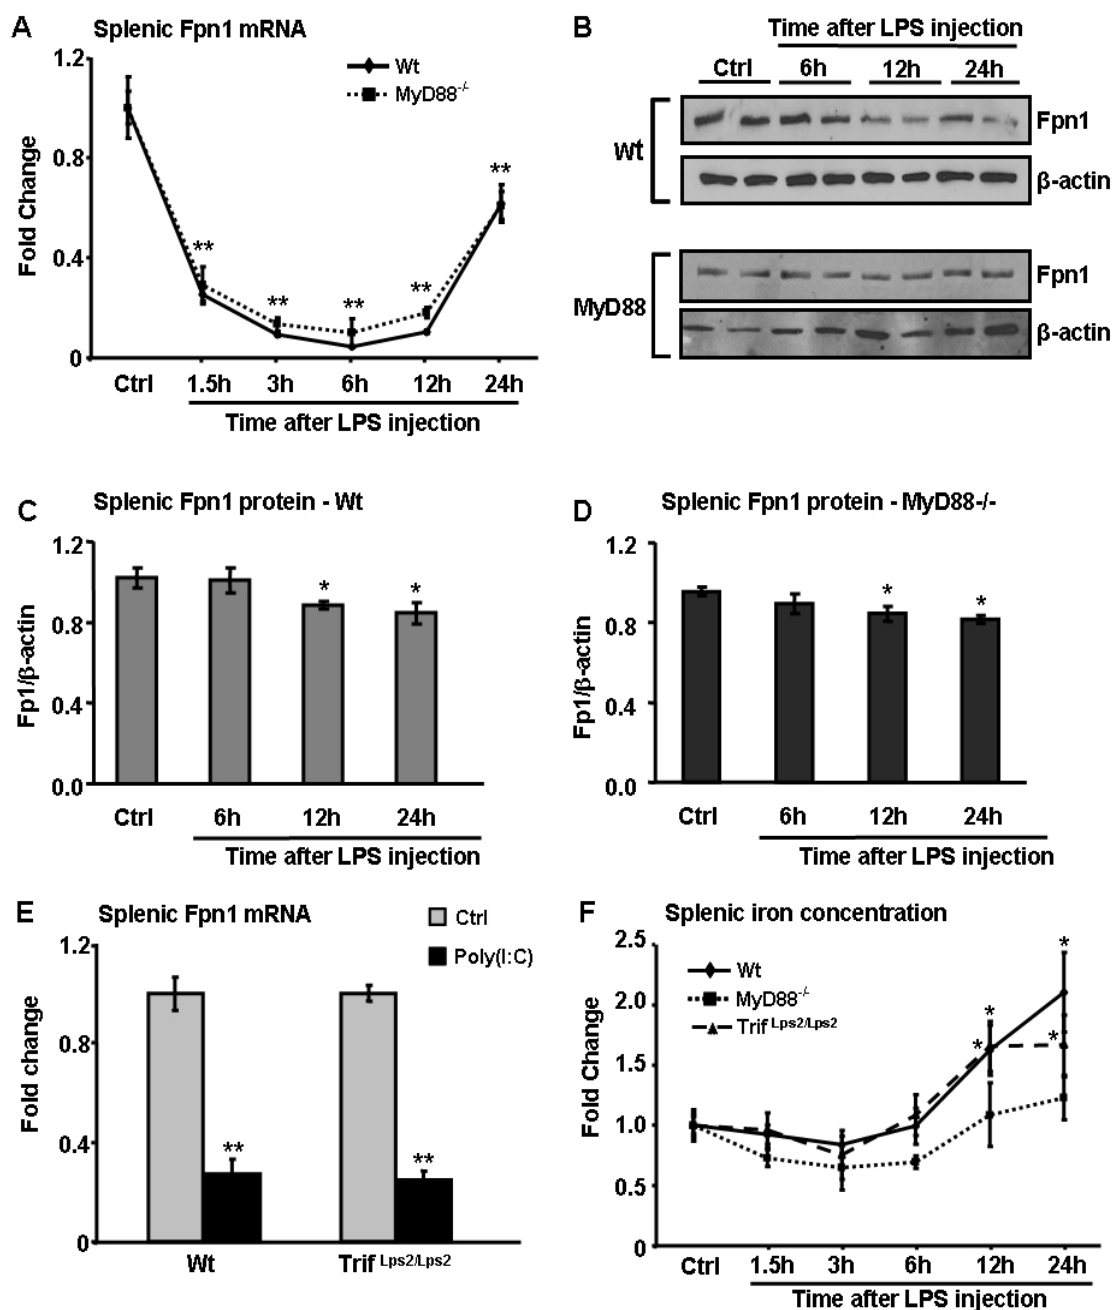 A Splenic Fpn1 mRNA
1.2
0.8
0.4
0
Fold Change
Wt
MyD88-/-
**
**
**
**
**
Ctrl 1.5h 3h 6h 12h 24h
Time after LPS injection
B Time after LPS injection
Ctrl 6h 12h 24h
Wt
Fpn1
β-actin
MyD88
Fpn1
β-actin
C Splenic Fpn1 protein - Wt
1.2
0.8
0.4
0.0
Fp1/β-actin
* *
Ctrl 6h 12h 24h
Time after LPS injection
D Splenic Fpn1 protein - MyD88-/-
1.2
0.8
0.4
0.0
Fp1/β-actin
* *
Ctrl 6h 12h 24h
Time after LPS injection
E Splenic Fpn1 mRNA
Ctrl
Poly(I:C)
1.2
0.8
0.4
0
Fold change
** **
Wt Trif Lps2/Lps2
F Splenic iron concentration
2.5
2.0
1.5
1.0
0.5
0
Fold Change
Wt
MyD88-/-
Trif Lps2/Lps2
*
*
* *
Ctrl 1.5h 3h 6h 12h 24h
Time after LPS injection